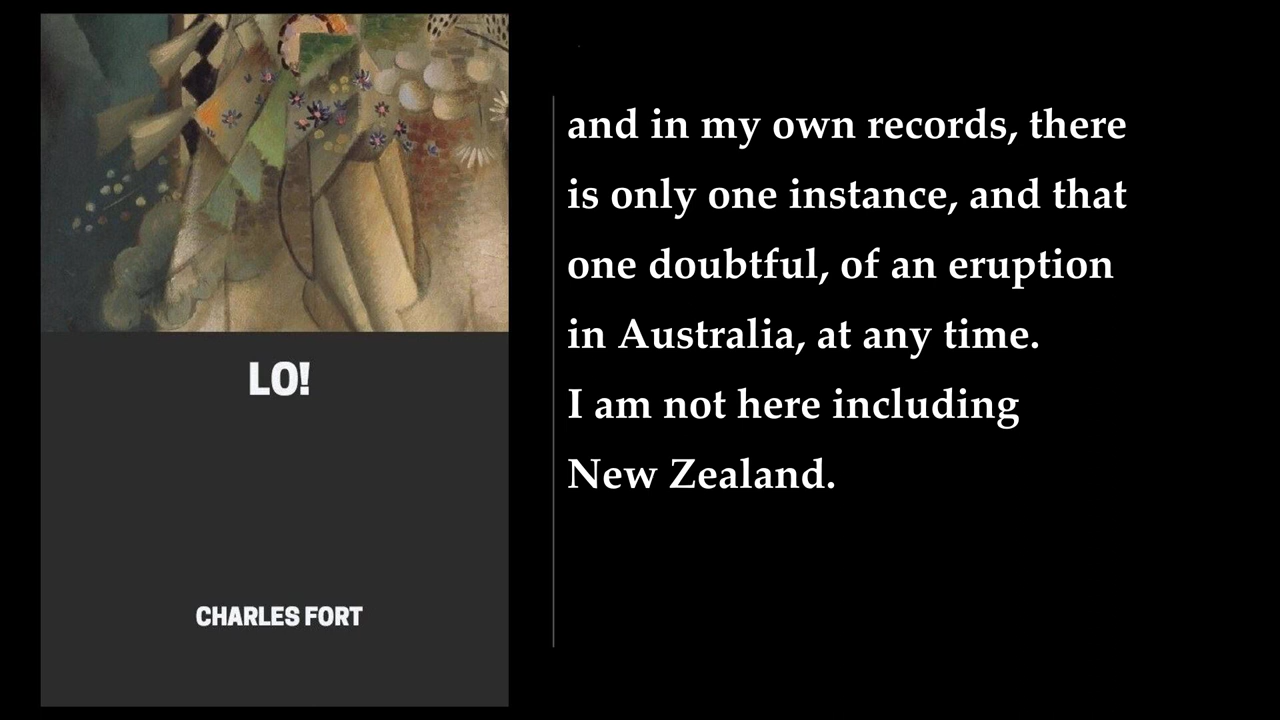 LO!
CHARLES FORT
and in my own records, there
is only one instance, and that
one doubtful, of an eruption
in Australia, at any time.
I am not here including
New Zealand.